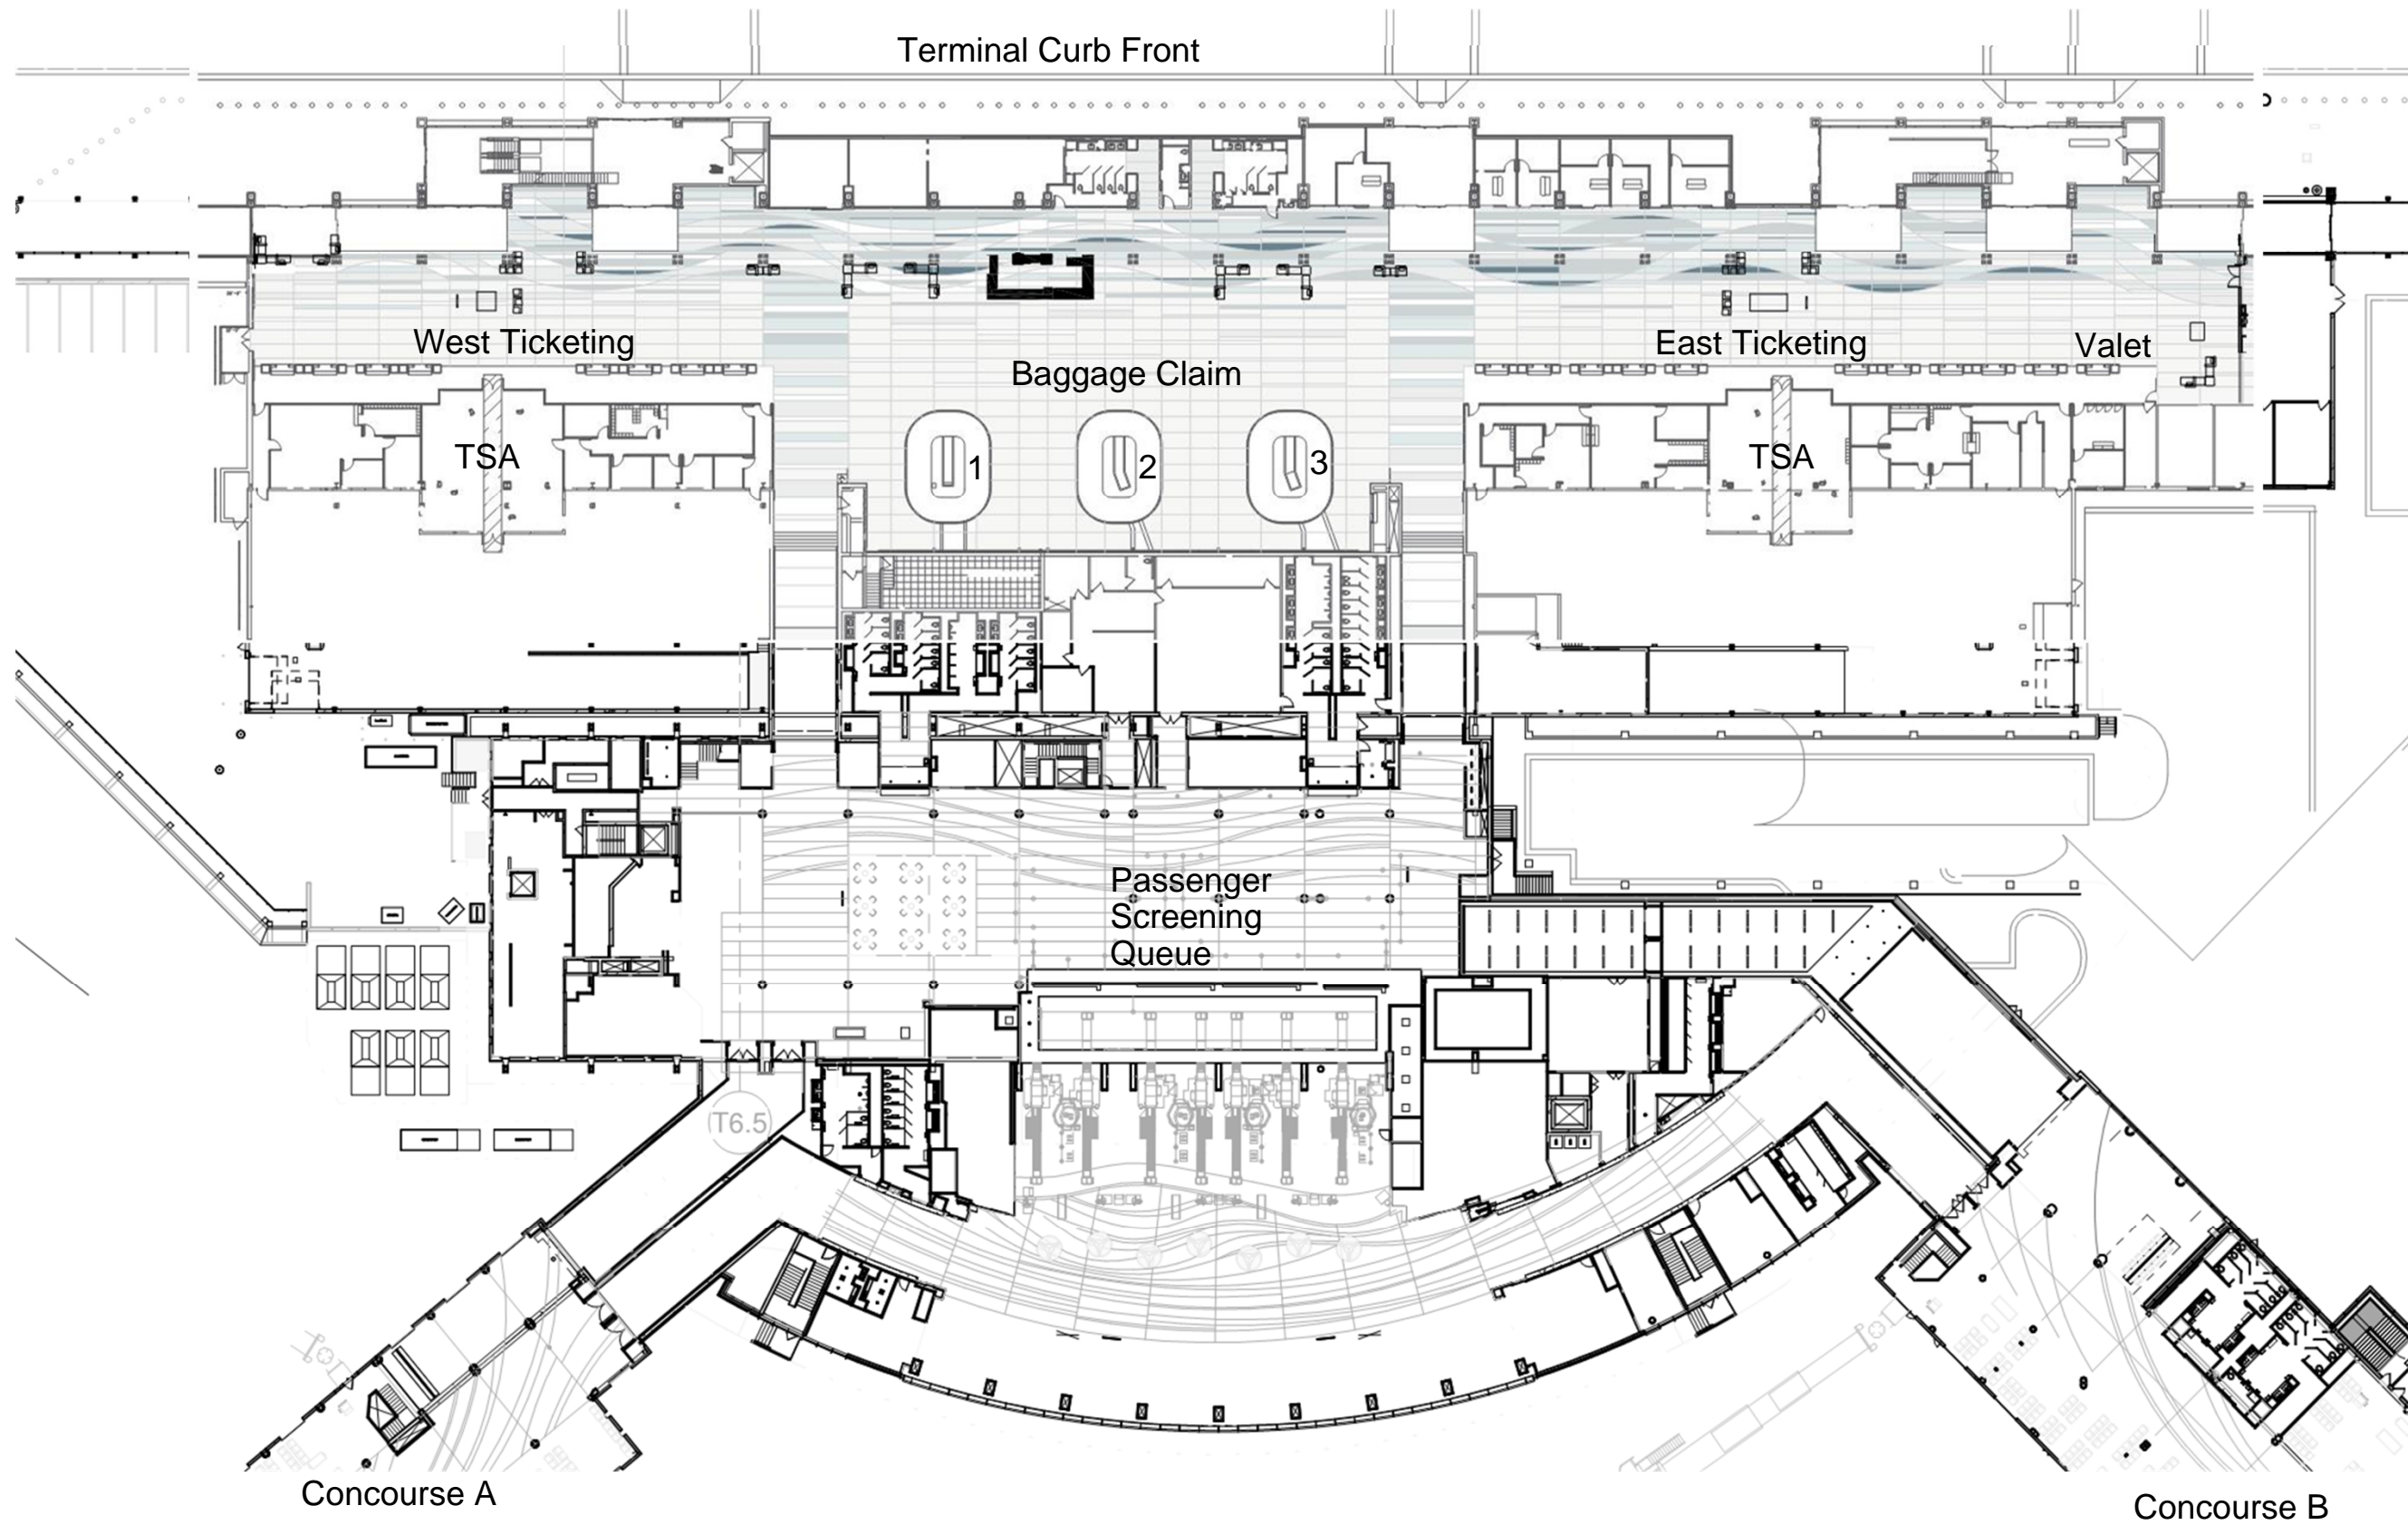 Terminal Curb Front
West Ticketing
East Ticketing
Valet
Baggage Claim
TSA
1
2
3
TSA
Passenger
Screening
Queue
T6.5
Concourse A
Concourse B